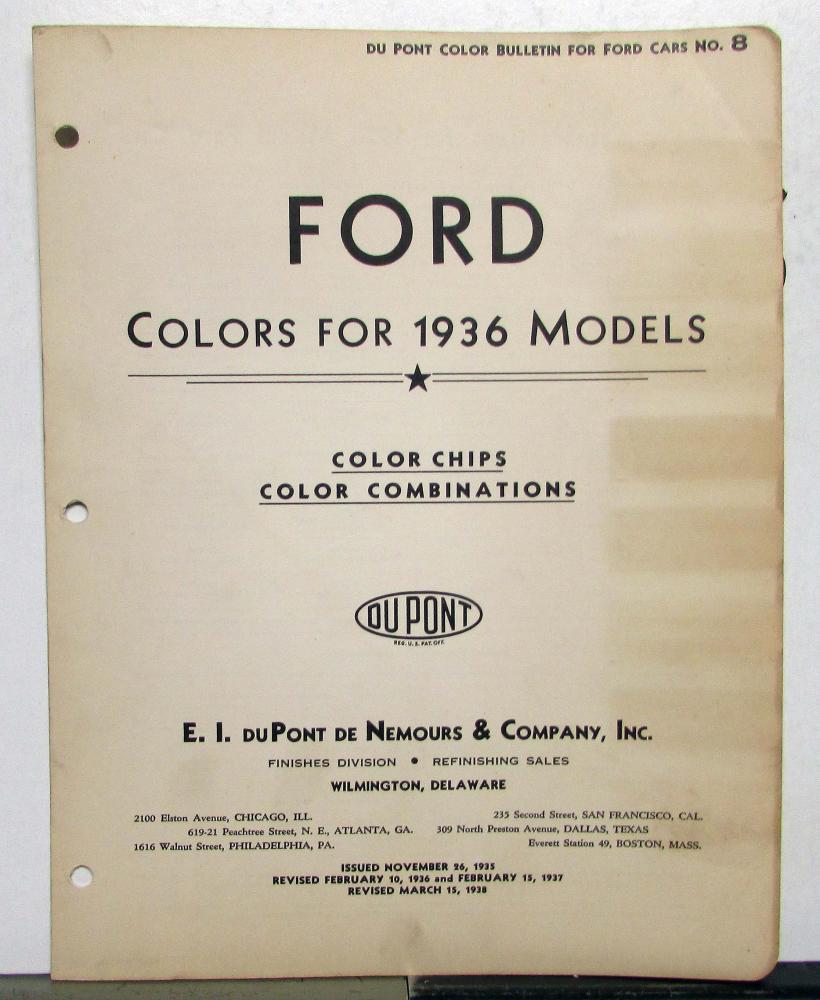 DU PONT COLOR BULLETIN FOR FORD CARS NO. 8
FORD
COLORS FOR 1936 MODELS
COLOR CHIPS
COLOR COMBINATIONS
DU PONT
REG. U. S. PAT. OFF.
E. I. DUPONT DE NEMOURS & COMPANY, INC.
FINISHES DIVISION • REFINISHING SALES
WILMINGTON, DELAWARE
2100 Elston Avenue, CHICAGO, ILL. 235 Second Street, SAN FRANCISCO, CAL.
619-21 Peachtree Street, N. E., ATLANTA, GA. 309 North Preston Avenue, DALLAS, TEXAS
1616 Walnut Street, PHILADELPHIA, PA. Everett Station 49, BOSTON, MASS.
ISSUED NOVEMBER 26, 1935
REVISED FEBRUARY 10, 1936 and FEBRUARY 15, 1937
REVISED MARCH 15, 1938